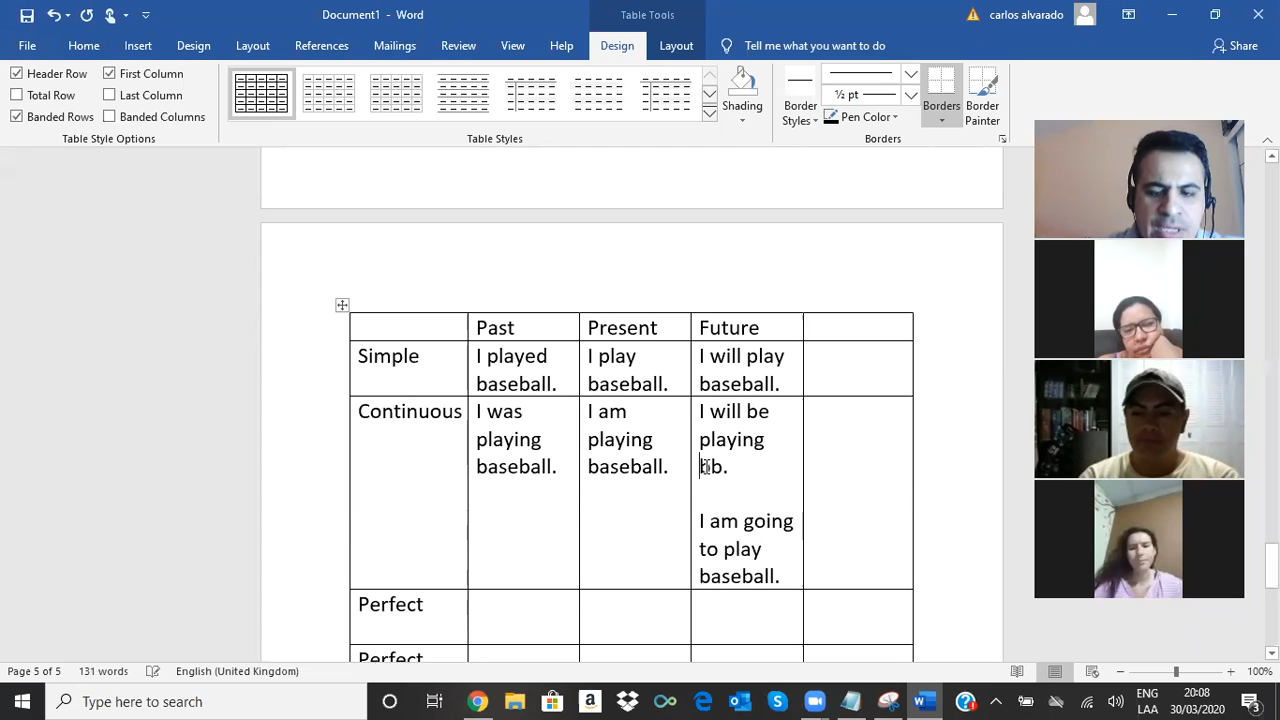 Document1 - Word
Table Tools
carlos alvarado
File
Home
Insert
Design
Layout
References
Mailings
Review
View
Help
Design
Layout
Tell me what you want to do
Share
Header Row
First Column
Total Row
Last Column
Banded Rows
Banded Columns
Table Style Options
Table Styles
Shading
Border
Styles
½ pt
Pen Color
Borders
Border
Painter
Borders
Past
Present
Future
Simple
I played
baseball.
I play
baseball.
I will play
baseball.
Continuous
I was
playing
baseball.
I am
playing
baseball.
I will be
playing
bb.
I am going
to play
baseball.
Perfect
Perfect
Page 5 of 5
131 words
English (United Kingdom)
100%
Type here to search
ENG
LAA
20:08
30/03/2020
3